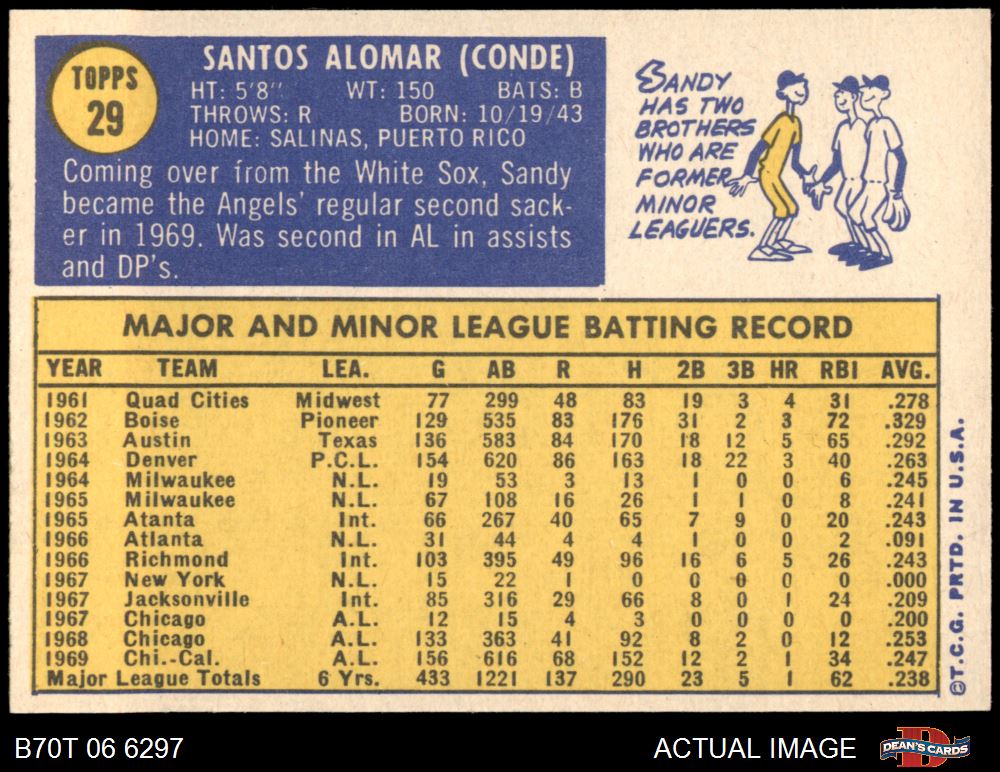 TOPPS
29
SANTOS ALOMAR (CONDE)
HT: 5'8" WT: 150 BATS: B
THROWS: R BORN: 10/19/43
HOME: SALINAS, PUERTO RICO
Coming over from the White Sox, Sandy
became the Angels' regular second sack-
er in 1969. Was second in AL in assists
and DP's.
SANDY
HAS TWO
BROTHERS
WHO ARE
FORMER
MINOR
LEAGUERS.
MAJOR AND MINOR LEAGUE BATTING RECORD
YEAR TEAM LEA. G AB R H 2B 3B HR RBI AVG.
1961 Quad Cities Midwest 77 299 48 83 19 3 4 31 .278
1962 Boise Pioneer 129 535 83 176 31 2 3 72 .329
1963 Austin Texas 136 583 84 170 18 12 5 65 .292
1964 Denver P.C.L. 154 620 86 163 18 22 3 40 .263
1964 Milwaukee N.L. 19 53 3 13 1 0 0 6 .245
1965 Milwaukee N.L. 67 108 16 26 1 1 0 8 .241
1965 Atanta Int. 66 267 40 65 7 9 0 20 .243
1966 Atlanta N.L. 31 44 4 4 1 0 0 2 .091
1966 Richmond Int. 103 395 49 96 16 6 5 26 .243
1967 New York N.L. 15 22 1 0 0 0 0 0 .000
1967 Jacksonville Int. 85 316 29 66 8 0 1 24 .209
1967 Chicago A.L. 12 15 4 3 0 0 0 0 .200
1968 Chicago A.L. 133 363 41 92 8 2 0 12 .253
1969 Chi.-Cal. A.L. 156 616 68 152 12 2 1 34 .247
Major League Totals 6 Yrs. 433 1221 137 290 23 5 1 62 .238
©T.C.G. PRTD. IN U.S.A.
B70T 06 6297
ACTUAL IMAGE
DEAN'S CARDS